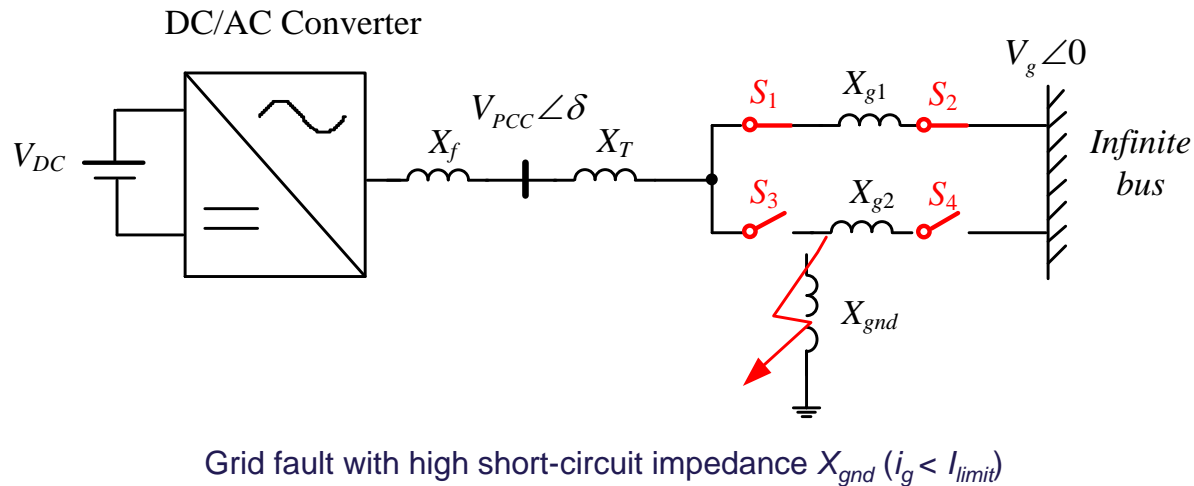 DC/AC Converter
V_g∠0
S_1
X_g1
S_2
V_PCC∠δ
X_f
X_T
V_DC
Infinite
bus
S_3
X_g2
S_4
X_gnd
Grid fault with high short-circuit impedance X_gnd (i_g < I_limit)